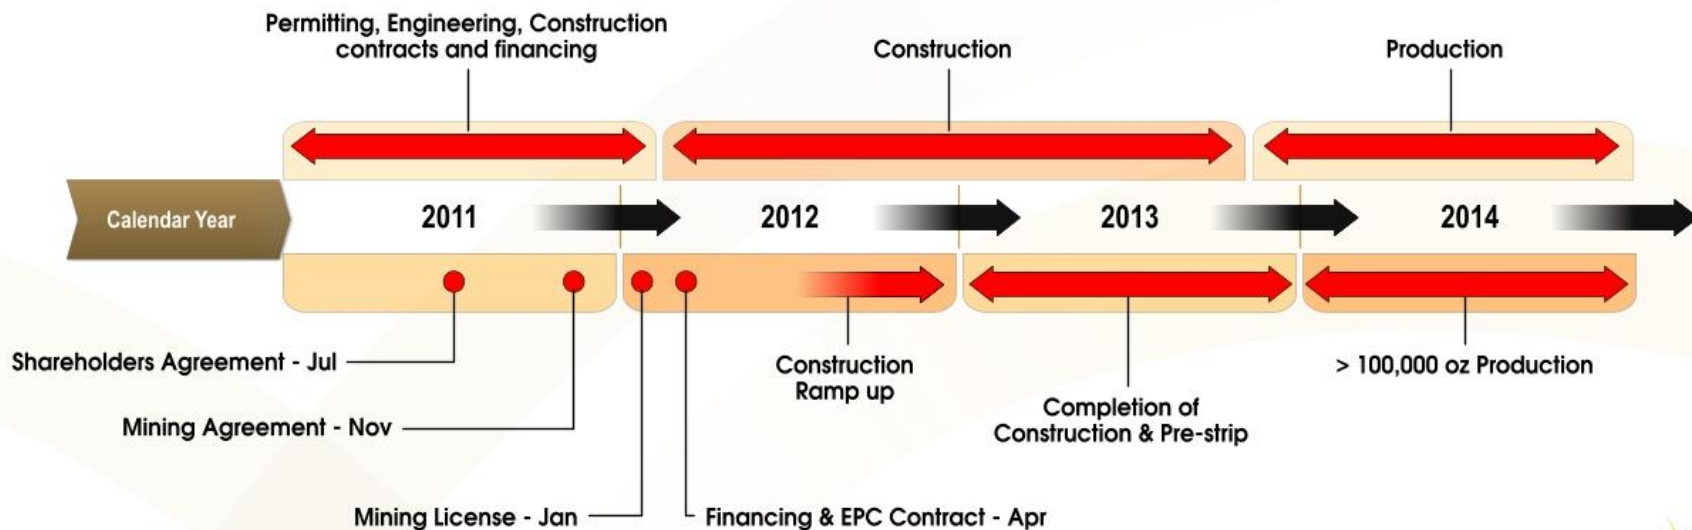 Permitting, Engineering, Construction
contracts and financing
Construction
Production
Calendar Year
2011
2012
2013
2014
Shareholders Agreement - Jul
Mining Agreement - Nov
Mining License - Jan
Financing & EPC Contract - Apr
Construction
Ramp up
Completion of
Construction & Pre-strip
> 100,000 oz Production